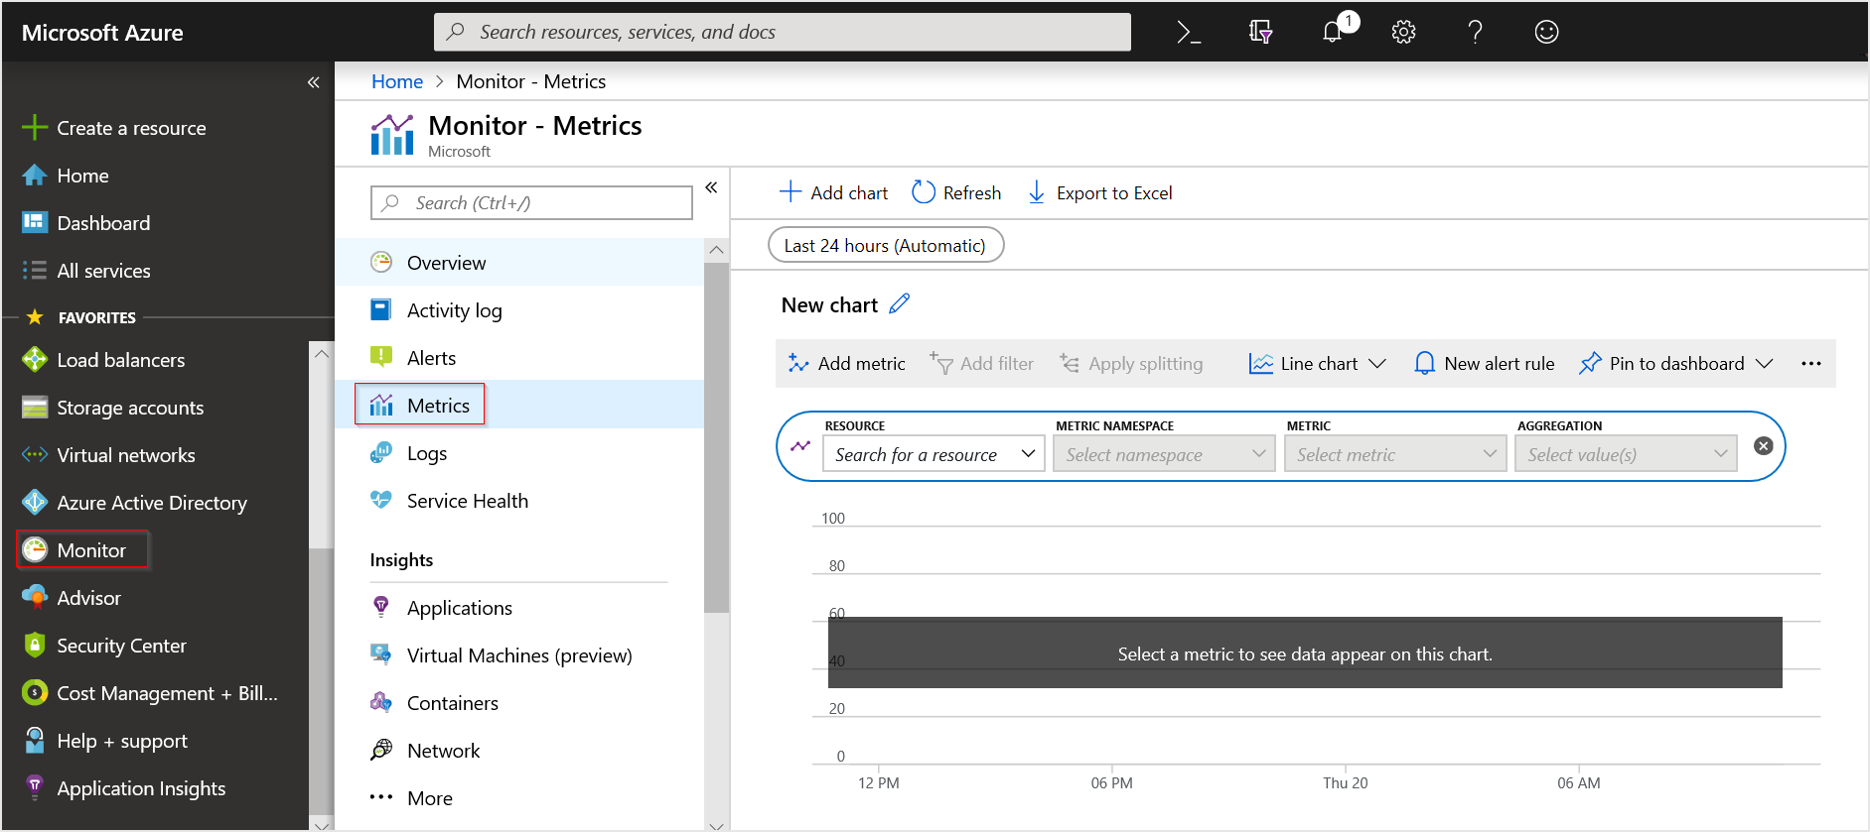 Microsoft Azure
Search resources, services, and docs
1
Create a resource
Home
Dashboard
All services
FAVORITES
Load balancers
Storage accounts
Virtual networks
Azure Active Directory
Monitor
Advisor
Security Center
Cost Management + Bill...
Help + support
Application Insights
Home > Monitor - Metrics
Monitor - Metrics
Microsoft
Search (Ctrl+/)
Overview
Activity log
Alerts
Metrics
Logs
Service Health
Insights
Applications
Virtual Machines (preview)
Containers
Network
More
Add chart Refresh Export to Excel
Last 24 hours (Automatic)
New chart
Add metric Add filter Apply splitting Line chart New alert rule Pin to dashboard
RESOURCE METRIC NAMESPACE METRIC AGGREGATION
Search for a resource Select namespace Select metric Select value(s)
100
80
60
Select a metric to see data appear on this chart.
40
20
0
12 PM 06 PM Thu 20 06 AM